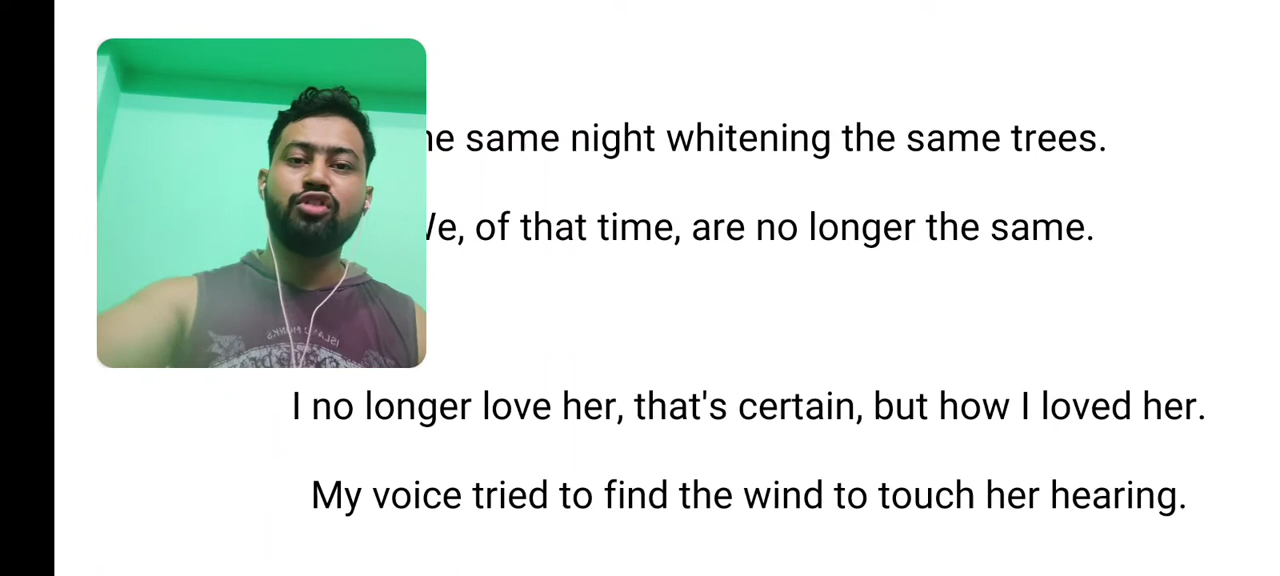 same night whitening the same trees.
of that time, are no longer the same.
I no longer love her, that's certain, but how I loved her.
My voice tried to find the wind to touch her hearing.